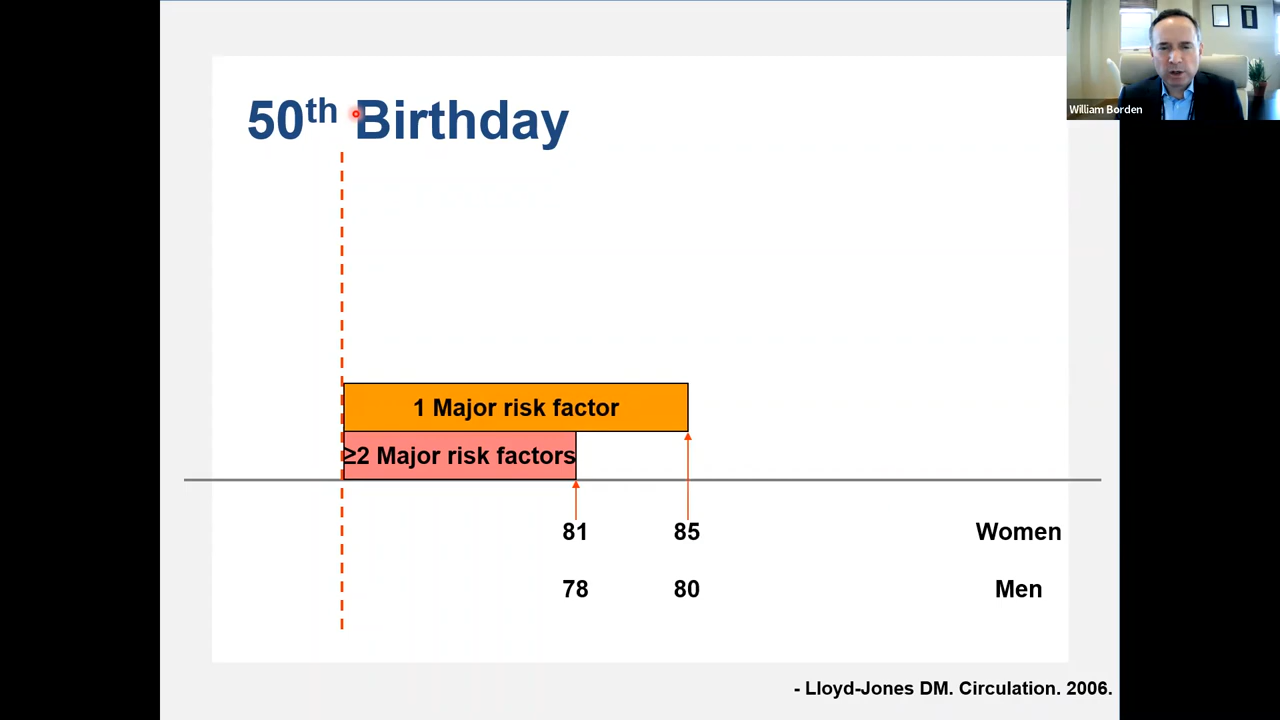 50th Birthday
William Borden
1 Major risk factor
≥2 Major risk factors
81 85 Women
78 80 Men
- Lloyd-Jones DM. Circulation. 2006.